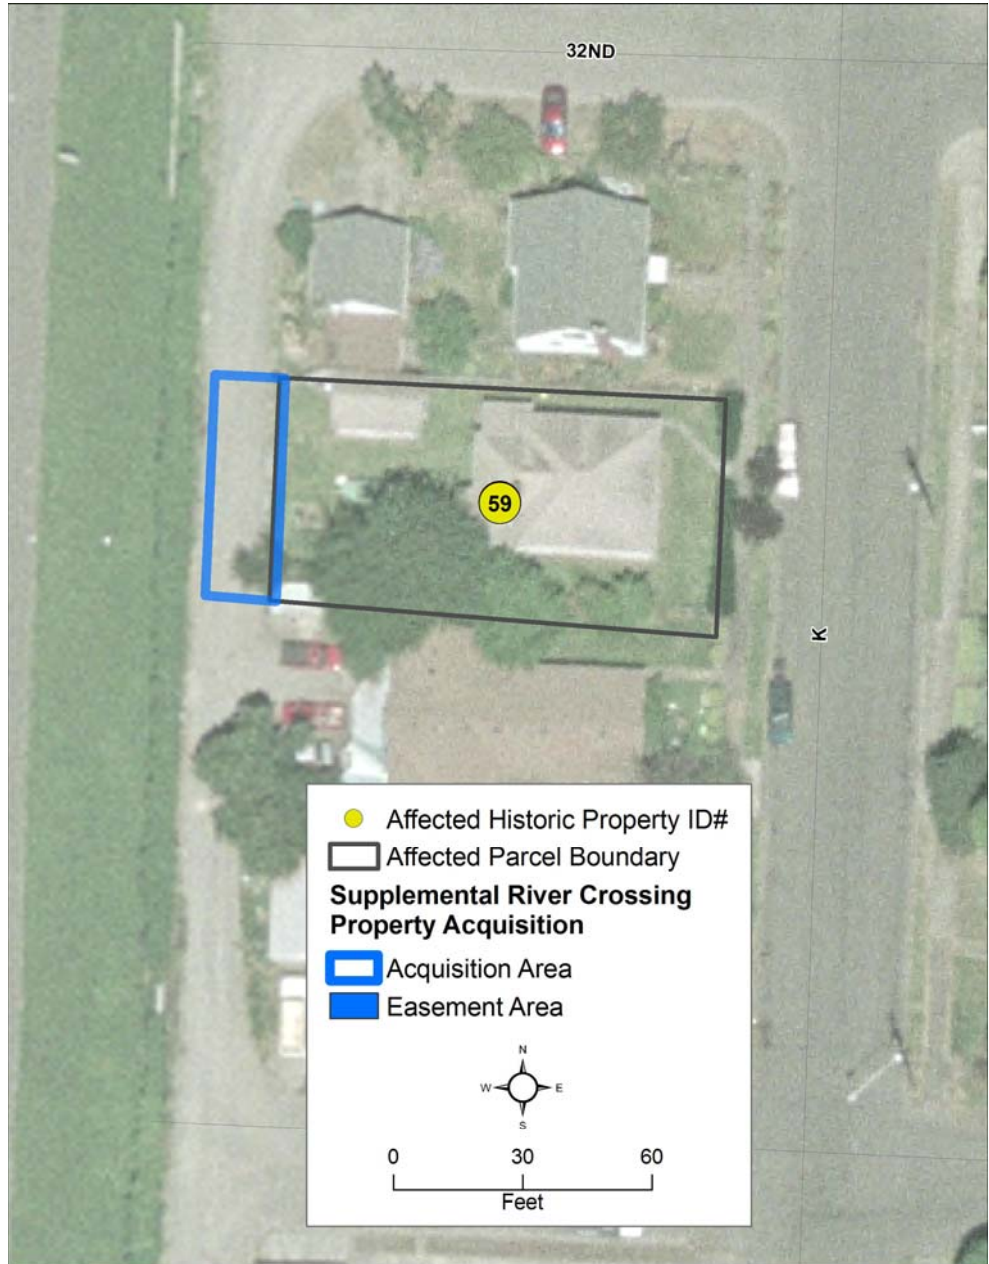 32ND
59
K
Affected Historic Property ID#
Affected Parcel Boundary
Supplemental River Crossing
Property Acquisition
Acquisition Area
Easement Area
N
W E
S
0 30 60
Feet